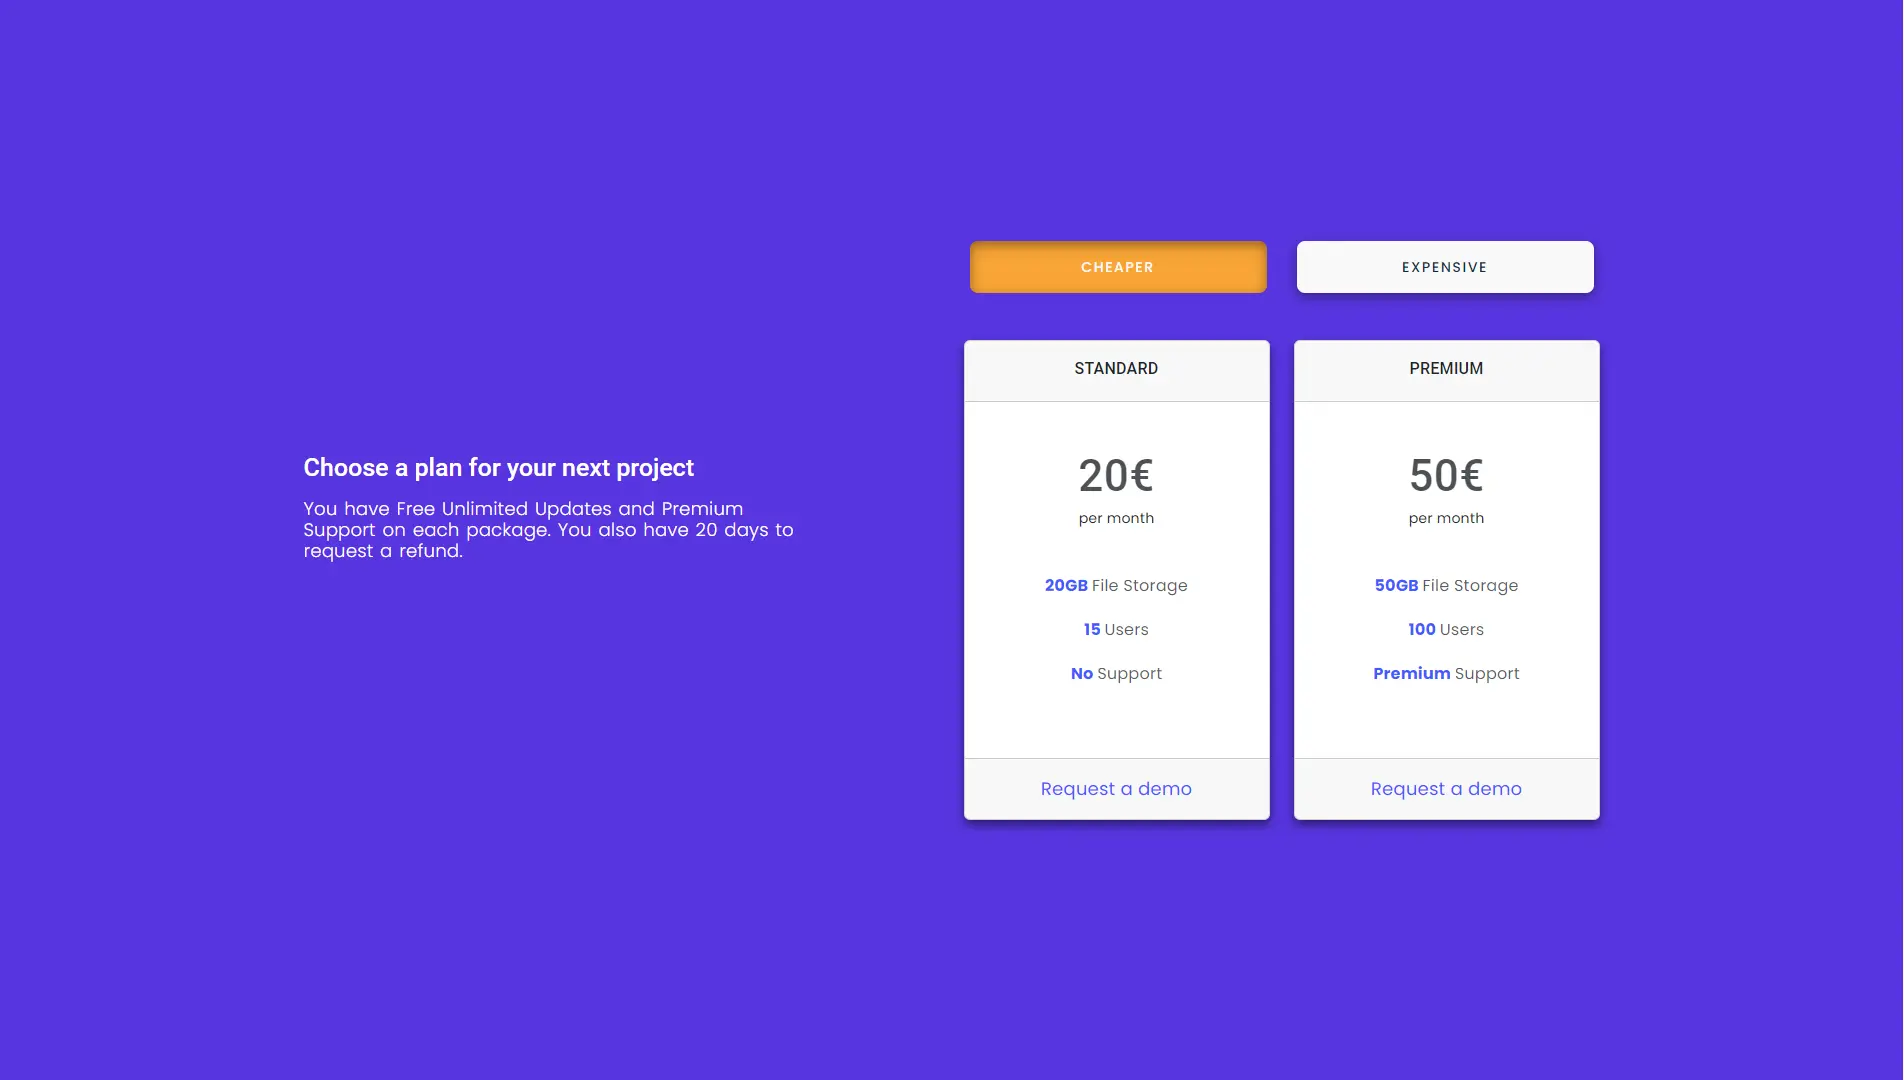 Choose a plan for your next project
You have Free Unlimited Updates and Premium
Support on each package. You also have 20 days to
request a refund.
CHEAPER
EXPENSIVE
STANDARD
20€
per month
20GB File Storage
15 Users
No Support
Request a demo
PREMIUM
50€
per month
50GB File Storage
100 Users
Premium Support
Request a demo